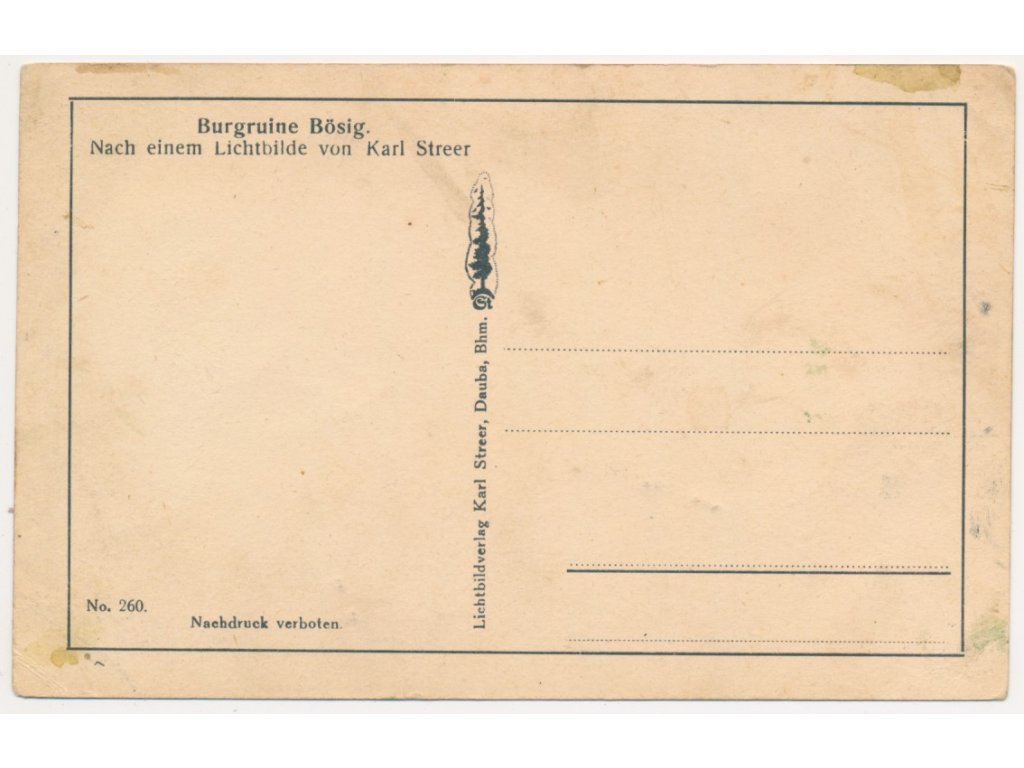 Burgruine Bösig.
Nach einem Lichtbilde von Karl Streer
Lichtbildverlag Karl Streer, Dauba, Bhm.
No. 260.
Nachdruck verboten.